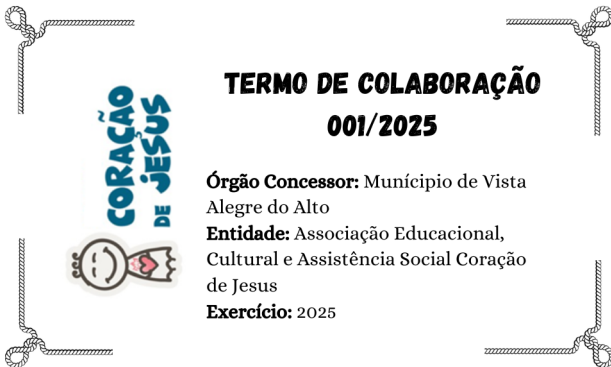 TERMO DE COLABORAÇÃO
001/2025
CORAÇÃO
DE JESUS
Órgão Concessor: Munícipio de Vista
Alegre do Alto
Entidade: Associação Educacional,
Cultural e Assistência Social Coração
de Jesus
Exercício: 2025